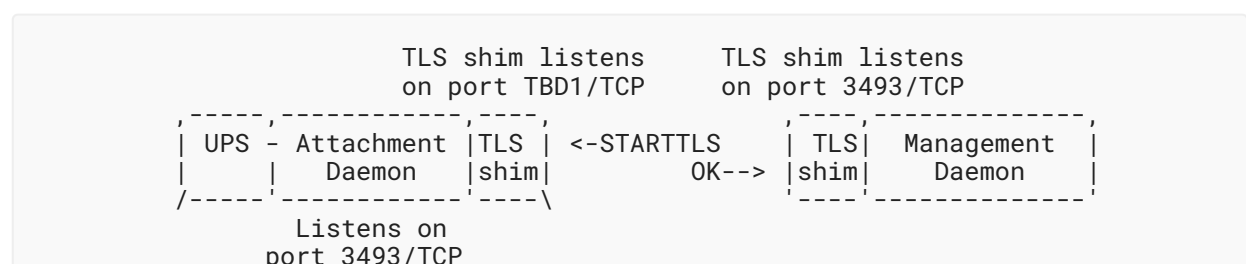 TLS shim listens     TLS shim listens
on port TBD1/TCP     on port 3493/TCP
,-----,------------,----,               ,----,--------------,
| UPS - Attachment |TLS | <-STARTTLS    | TLS|  Management  |
|     |   Daemon   |shim|         OK--> |shim|    Daemon    |
/-----'------------'----\               '----'--------------'
Listens on
port 3493/TCP